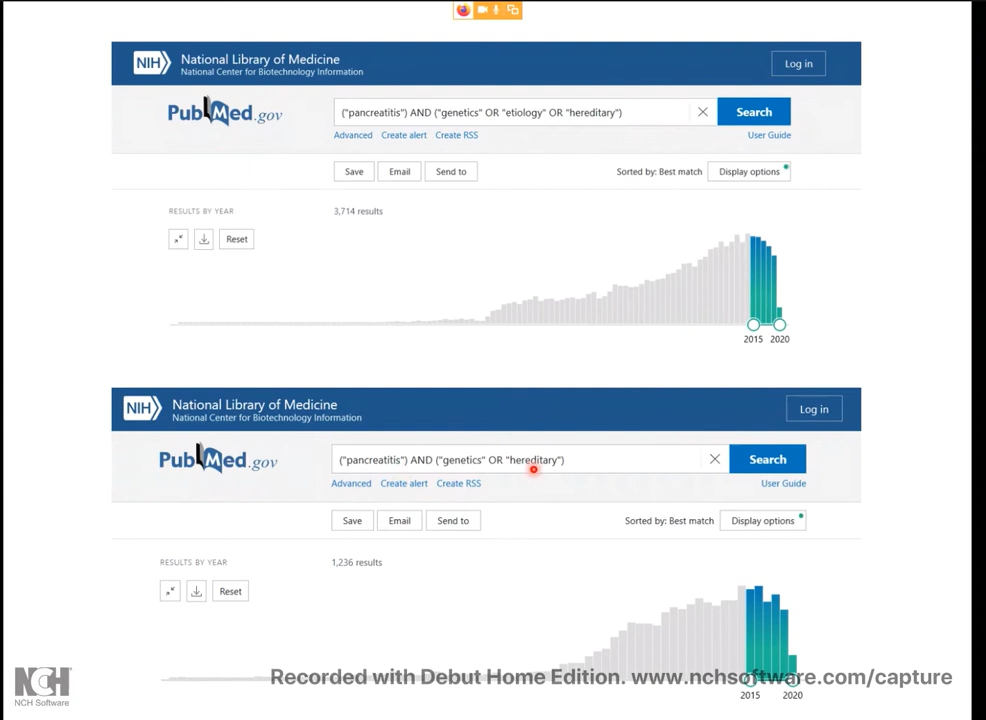 NIH National Library of Medicine
National Center for Biotechnology Information
Log in
PubMed.gov
("pancreatitis") AND ("genetics" OR "etiology" OR "hereditary")
Search
Advanced Create alert Create RSS
User Guide
Save Email Send to
Sorted by: Best match Display options
RESULTS BY YEAR
3,714 results
Reset
2015 2020
NIH National Library of Medicine
National Center for Biotechnology Information
Log in
PubMed.gov
("pancreatitis") AND ("genetics" OR "hereditary")
Search
Advanced Create alert Create RSS
User Guide
Save Email Send to
Sorted by: Best match Display options
RESULTS BY YEAR
1,236 results
Reset
NCH
NCH Software
Recorded with Debut Home Edition. www.nchsoftware.com/capture
2015 2020